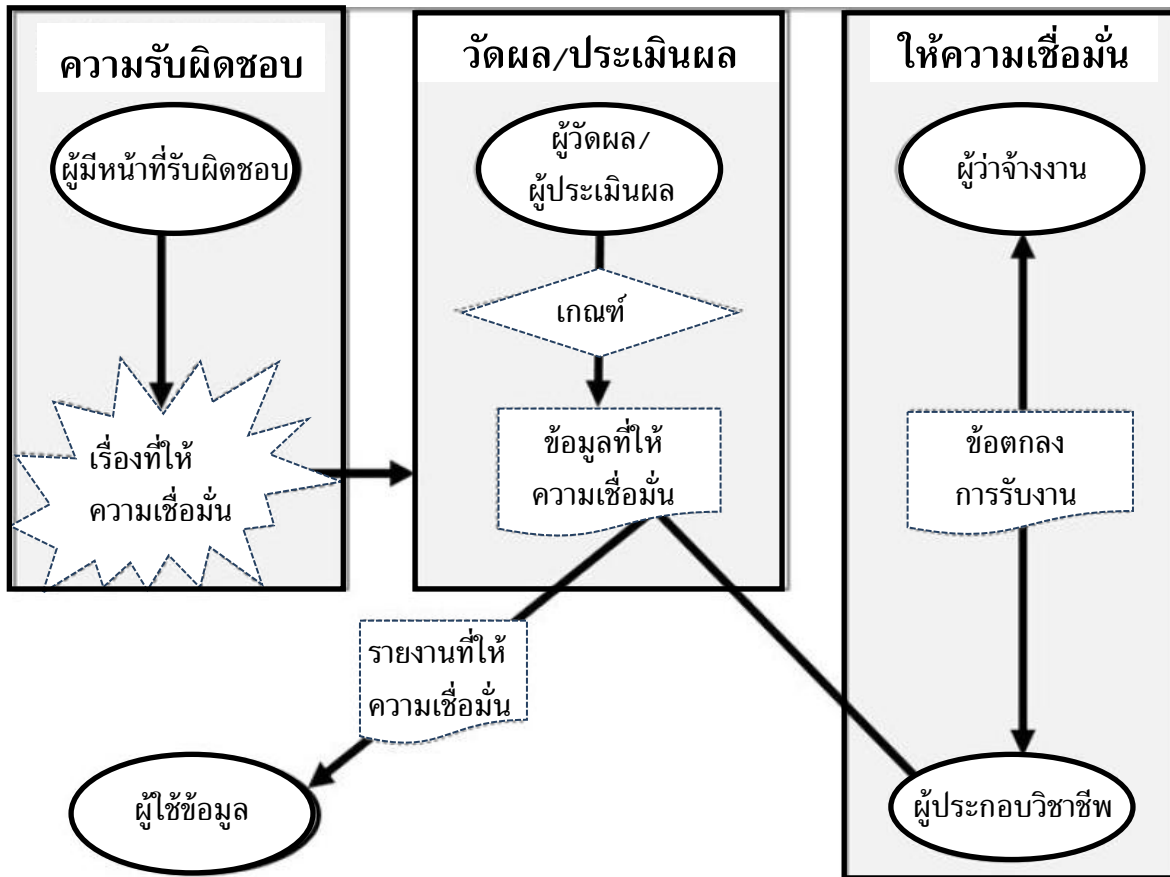 ความรับผิดชอบ
ผู้มีหน้าที่รับผิดชอบ
เรื่องที่ให้
ความเชื่อมั่น
วัดผล/ประเมินผล
ผู้วัดผล/
ผู้ประเมินผล
เกณฑ์
ข้อมูลที่ให้
ความเชื่อมั่น
ให้ความเชื่อมั่น
ผู้ว่าจ้างงาน
ข้อตกลง
การรับงาน
รายงานที่ให้
ความเชื่อมั่น
ผู้ใช้ข้อมูล
ผู้ประกอบวิชาชีพ